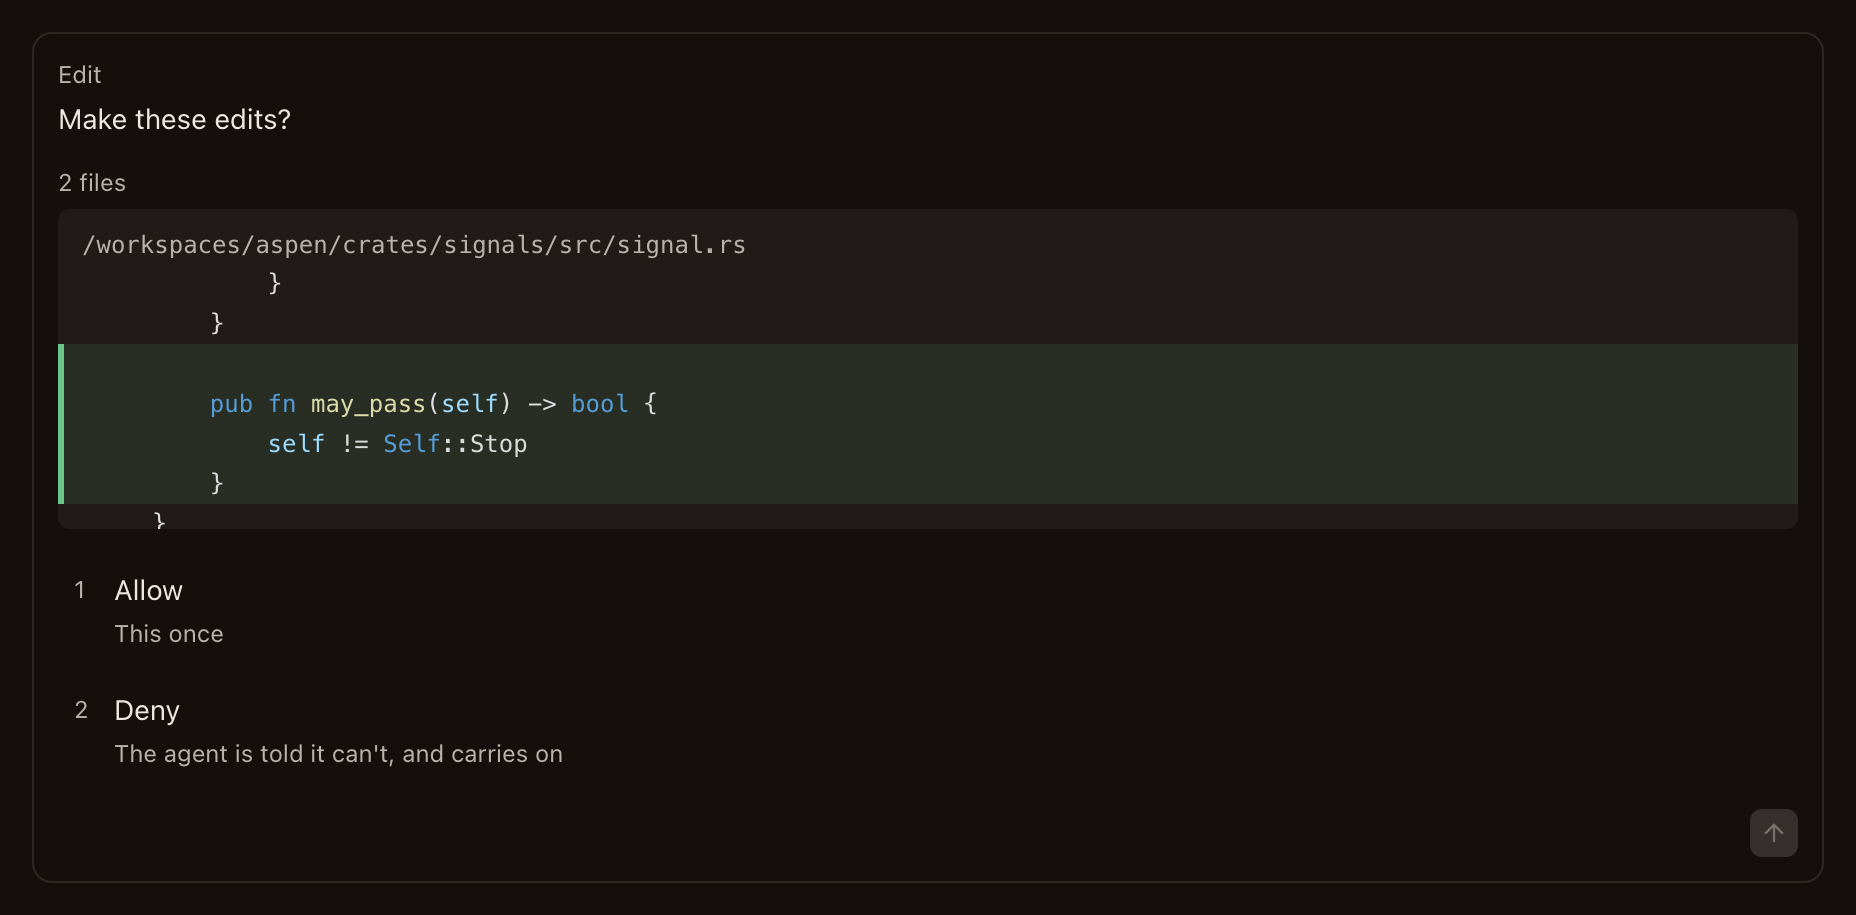 Edit
Make these edits?
2 files
/workspaces/aspen/crates/signals/src/signal.rs
}
}
pub fn may_pass(self) -> bool {
self != Self::Stop
}
}
1 Allow
This once
2 Deny
The agent is told it can't, and carries on